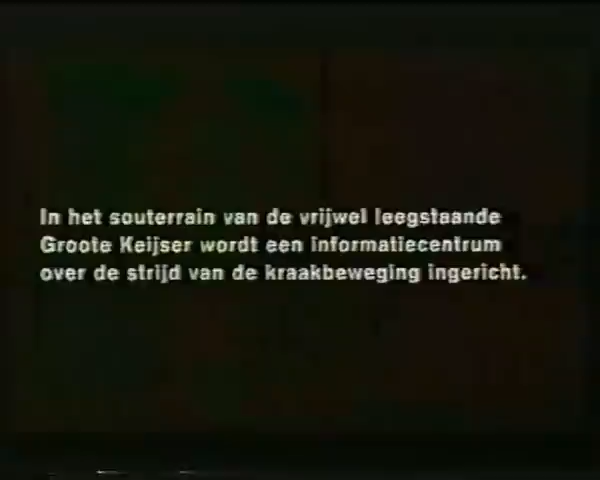 In het souterrain van de vrijwel leegstaande
Groote Keijser wordt een informatiecentrum
over de strijd van de kraakbeweging ingericht.